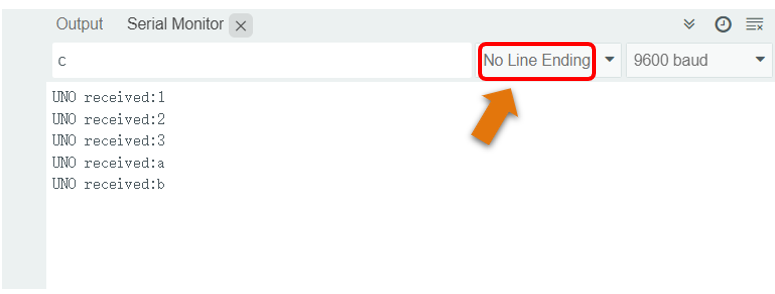 Output Serial Monitor
c No Line Ending 9600 baud
UNO received:1
UNO received:2
UNO received:3
UNO received:a
UNO received:b